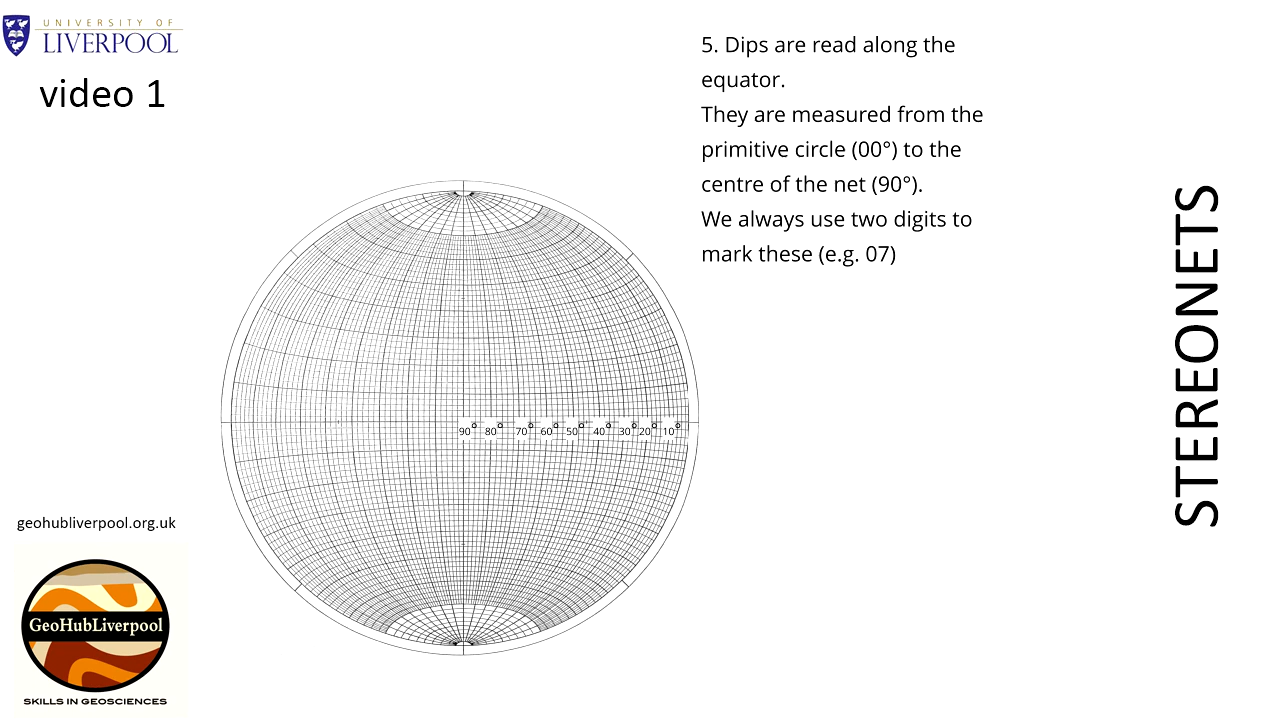 UNIVERSITY OF
LIVERPOOL
video 1
5. Dips are read along the
equator.
They are measured from the
primitive circle (00°) to the
centre of the net (90°).
We always use two digits to
mark these (e.g. 07)
90° 80° 70° 60° 50° 40° 30° 20° 10°
STEREONETS
geohubliverpool.org.uk
GeoHubLiverpool
SKILLS IN GEOSCIENCES